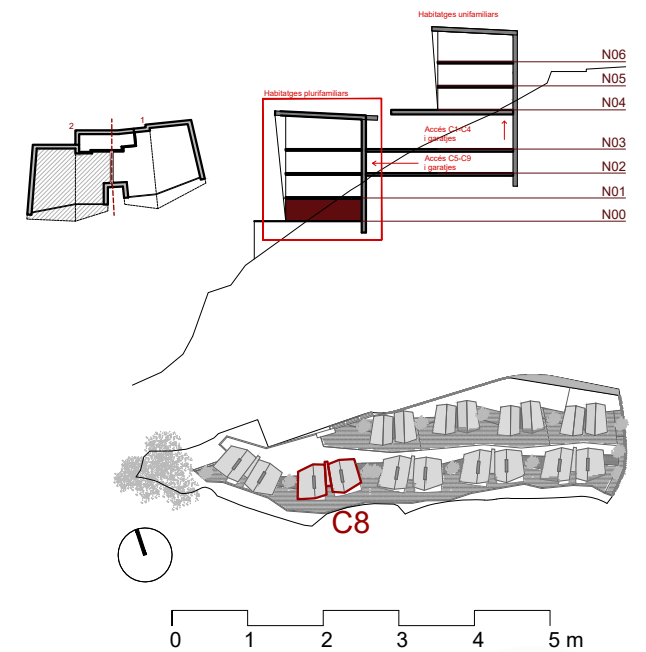 Habitatges unifamiliars
N06
N05
Habitatges plurifamiliars
N04
2
1
Accés C1-C4
i garatjes
N03
Accés C5-C9
i garatjes
N02
N01
N00
C8
0 1 2 3 4 5 m